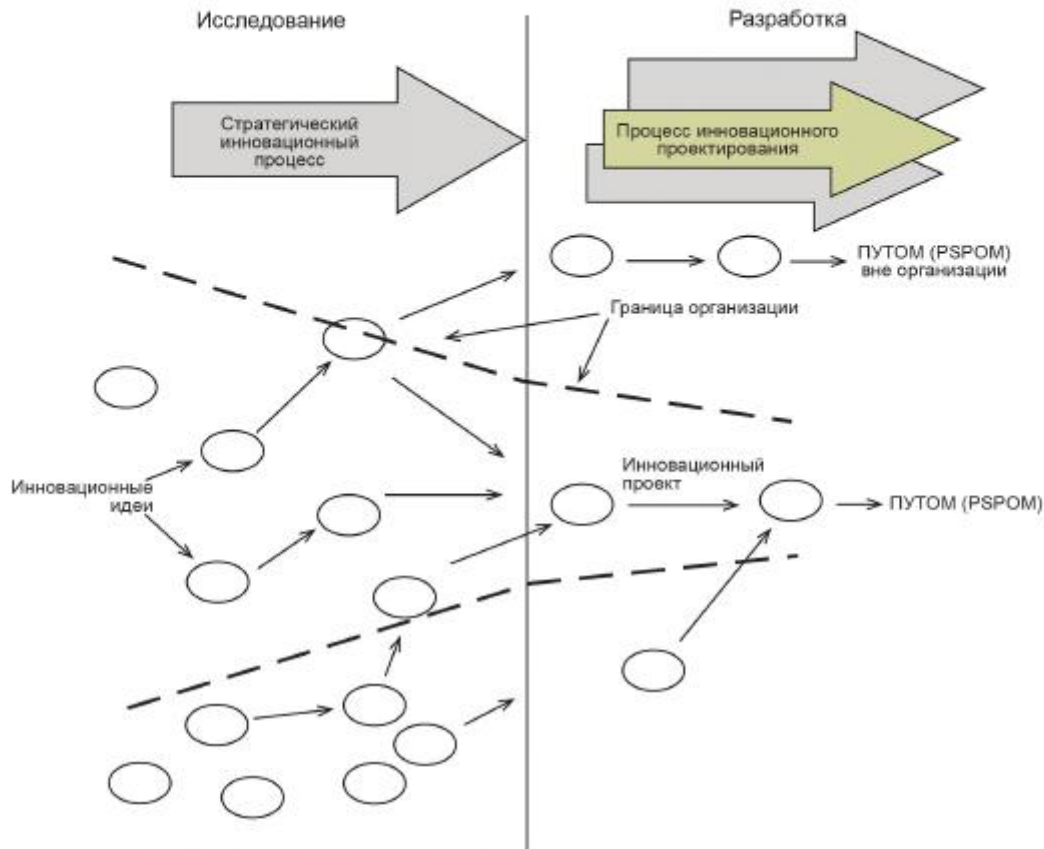 Исследование
Разработка
Стратегический
инновационный
процесс
Процесс инновационного
проектирования
ПУТОМ (PSPOM)
вне организации
Граница организации
Инновационные
идеи
Инновационный
проект
ПУТОМ (PSPOM)